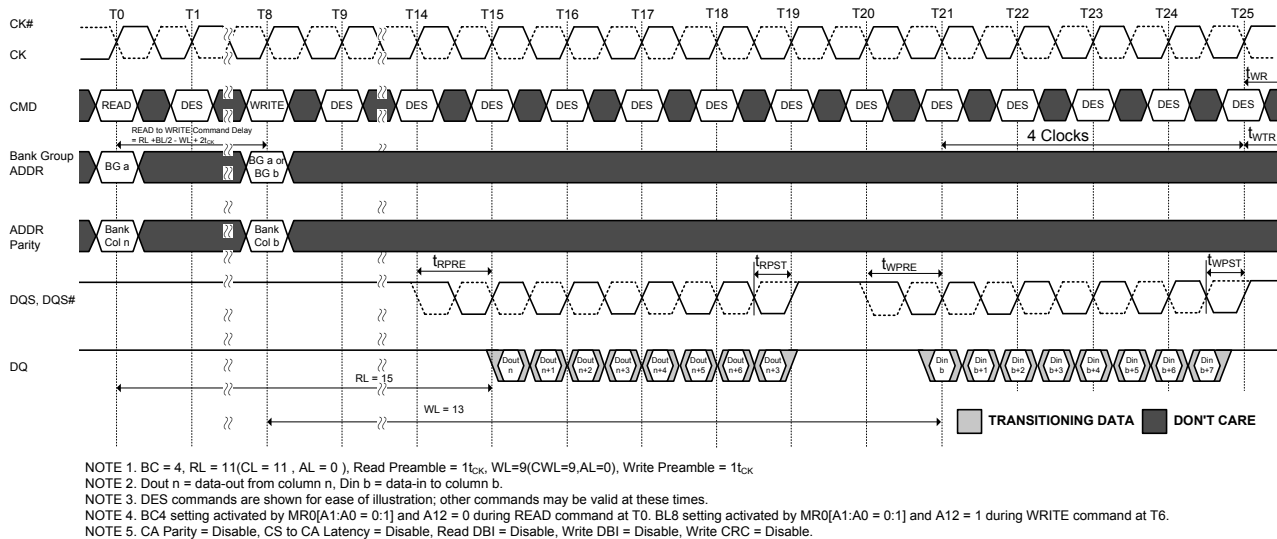 T0 T1 T8 T9 T14 T15 T16 T17 T18 T19 T20 T21 T22 T23 T24 T25
CK#
CK
tWR
CMD READ DES WRITE DES DES DES DES DES DES DES DES DES DES DES DES DES
READ to WRITE Command Delay
= RL +BL/2 - WL + 2tCK
4 Clocks
tWTR
Bank Group
ADDR
BG a
BG a or
BG b
ADDR
Parity
Bank
Col n
Bank
Col b
tRPRE tRPST tWPRE tWPST
DQS, DQS#
DQ
Dout
n
Dout
n+1
Dout
n+2
Dout
n+3
Dout
n+4
Dout
n+5
Dout
n+6
Dout
n+3
Din
b
Din
b+1
Din
b+2
Din
b+3
Din
b+4
Din
b+5
Din
b+6
Din
b+7
RL = 15
WL = 13
TRANSITIONING DATA DON'T CARE
NOTE 1. BC = 4, RL = 11(CL = 11 , AL = 0 ), Read Preamble = 1tCK, WL=9(CWL=9,AL=0), Write Preamble = 1tCK
NOTE 2. Dout n = data-out from column n, Din b = data-in to column b.
NOTE 3. DES commands are shown for ease of illustration; other commands may be valid at these times.
NOTE 4. BC4 setting activated by MR0[A1:A0 = 0:1] and A12 = 0 during READ command at T0. BL8 setting activated by MR0[A1:A0 = 0:1] and A12 = 1 during WRITE command at T6.
NOTE 5. CA Parity = Disable, CS to CA Latency = Disable, Read DBI = Disable, Write DBI = Disable, Write CRC = Disable.